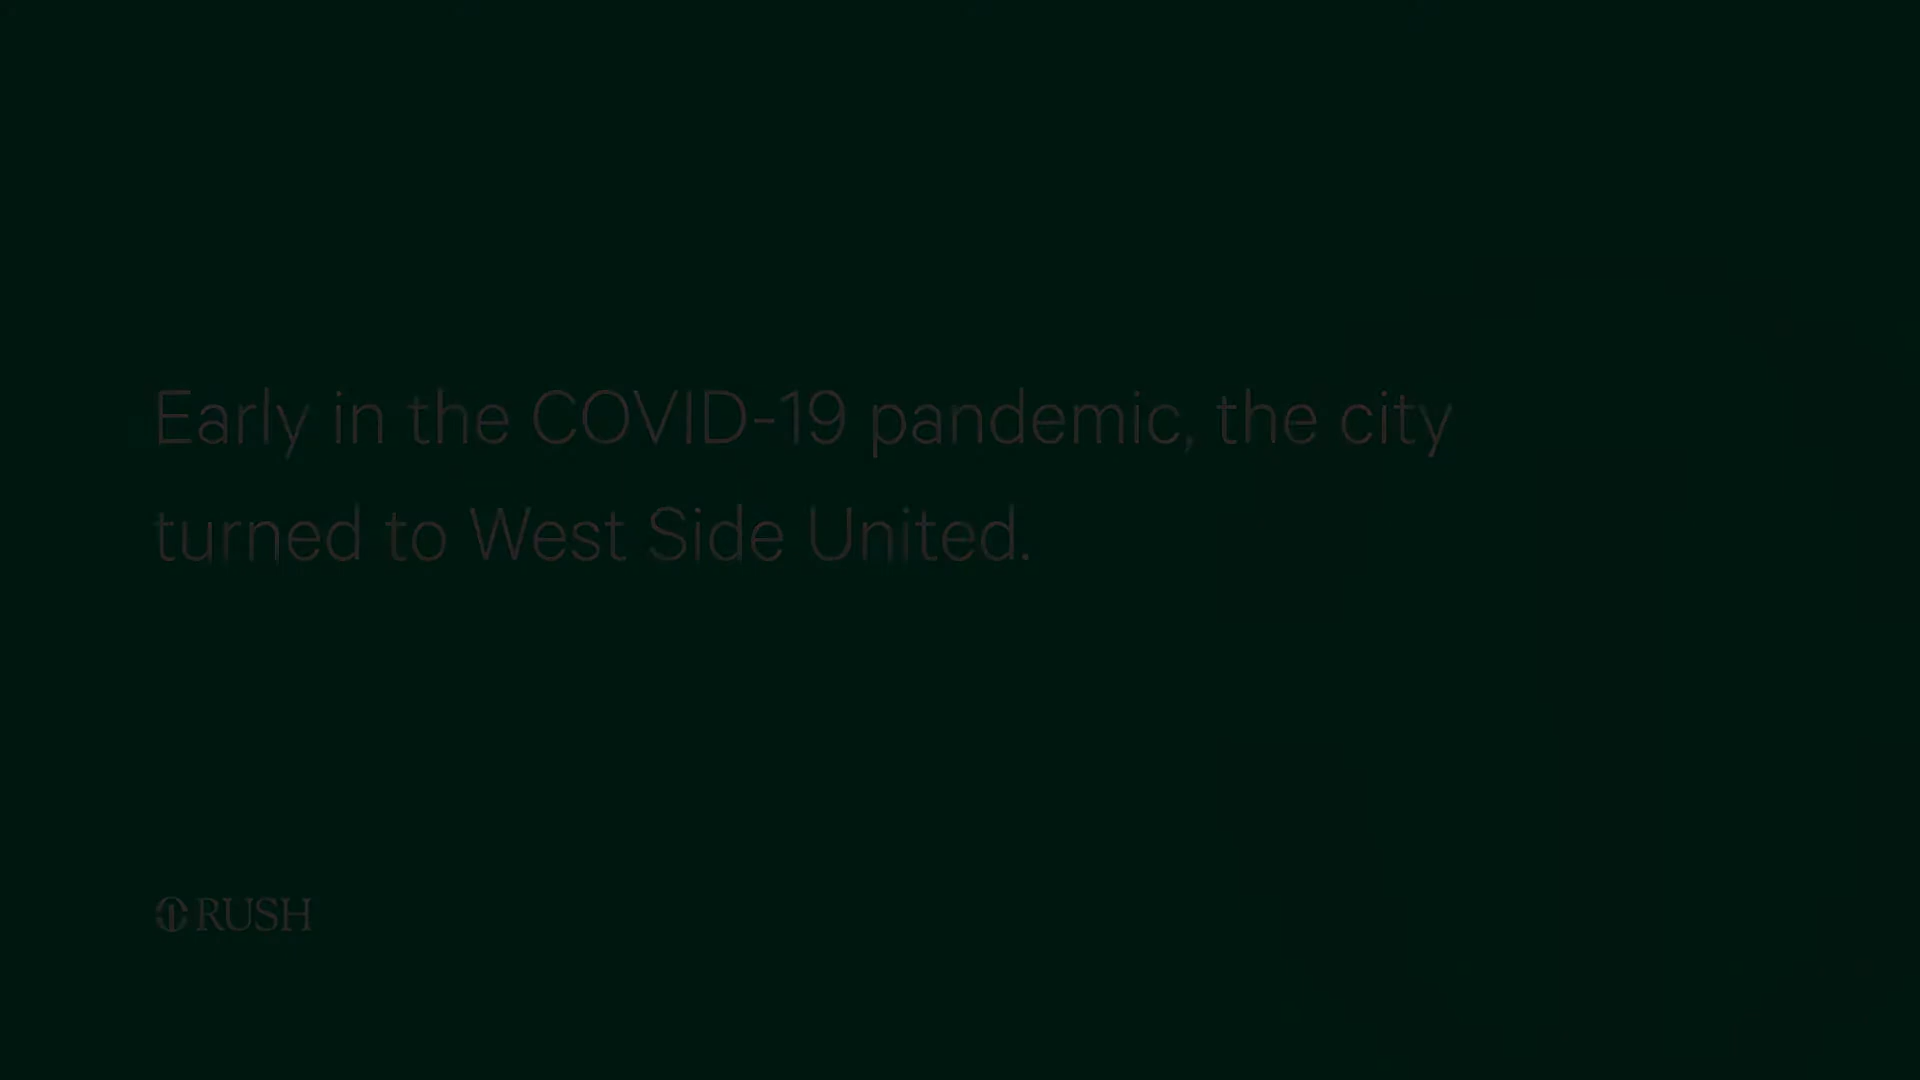 Early in the COVID-19 pandemic, the city
turned to West Side United.
RUSH